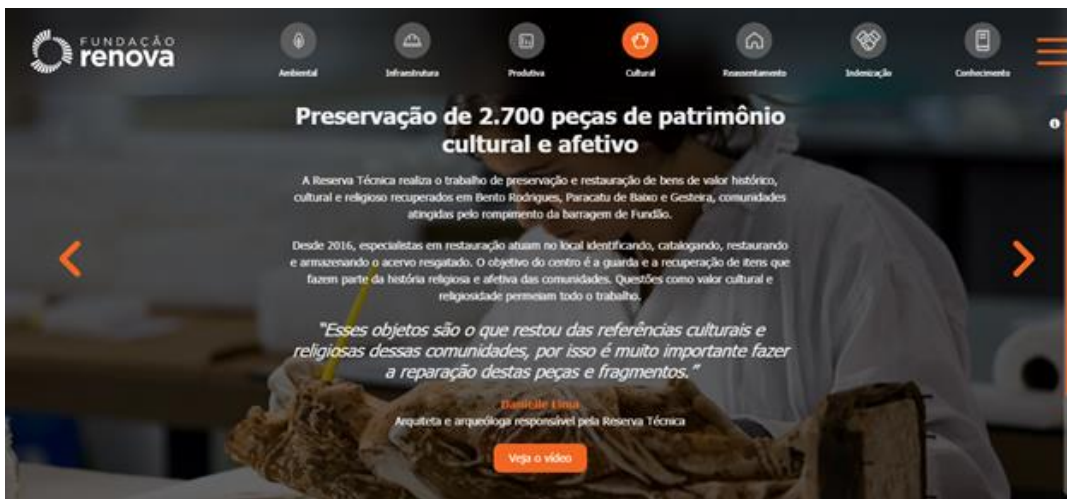 FUNDAÇÃO
renova
Ambiental
Infraestrutura
Produtiva
Cultural
Reassentamento
Indenização
Conhecimento
Preservação de 2.700 peças de patrimônio
cultural e afetivo
A Reserva Técnica realiza o trabalho de preservação e restauração de bens de valor histórico,
cultural e religioso recuperados em Bento Rodrigues, Paracatu de Baixo e Gesteira, comunidades
atingidas pelo rompimento da barragem de Fundão.
Desde 2016, especialistas em restauração atuam no local identificando, catalogando, restaurando
e armazenando o acervo resgatado. O objetivo do centro é a guarda e a recuperação de itens que
fazem parte da história religiosa e afetiva das comunidades. Questões como valor cultural e
religiosidade permeiam todo o trabalho.
"Esses objetos são o que restou das referências culturais e
religiosas dessas comunidades, por isso é muito importante fazer
a reparação destas peças e fragmentos."
Danielle Lima
Arquiteta e arqueóloga responsável pela Reserva Técnica
Veja o vídeo